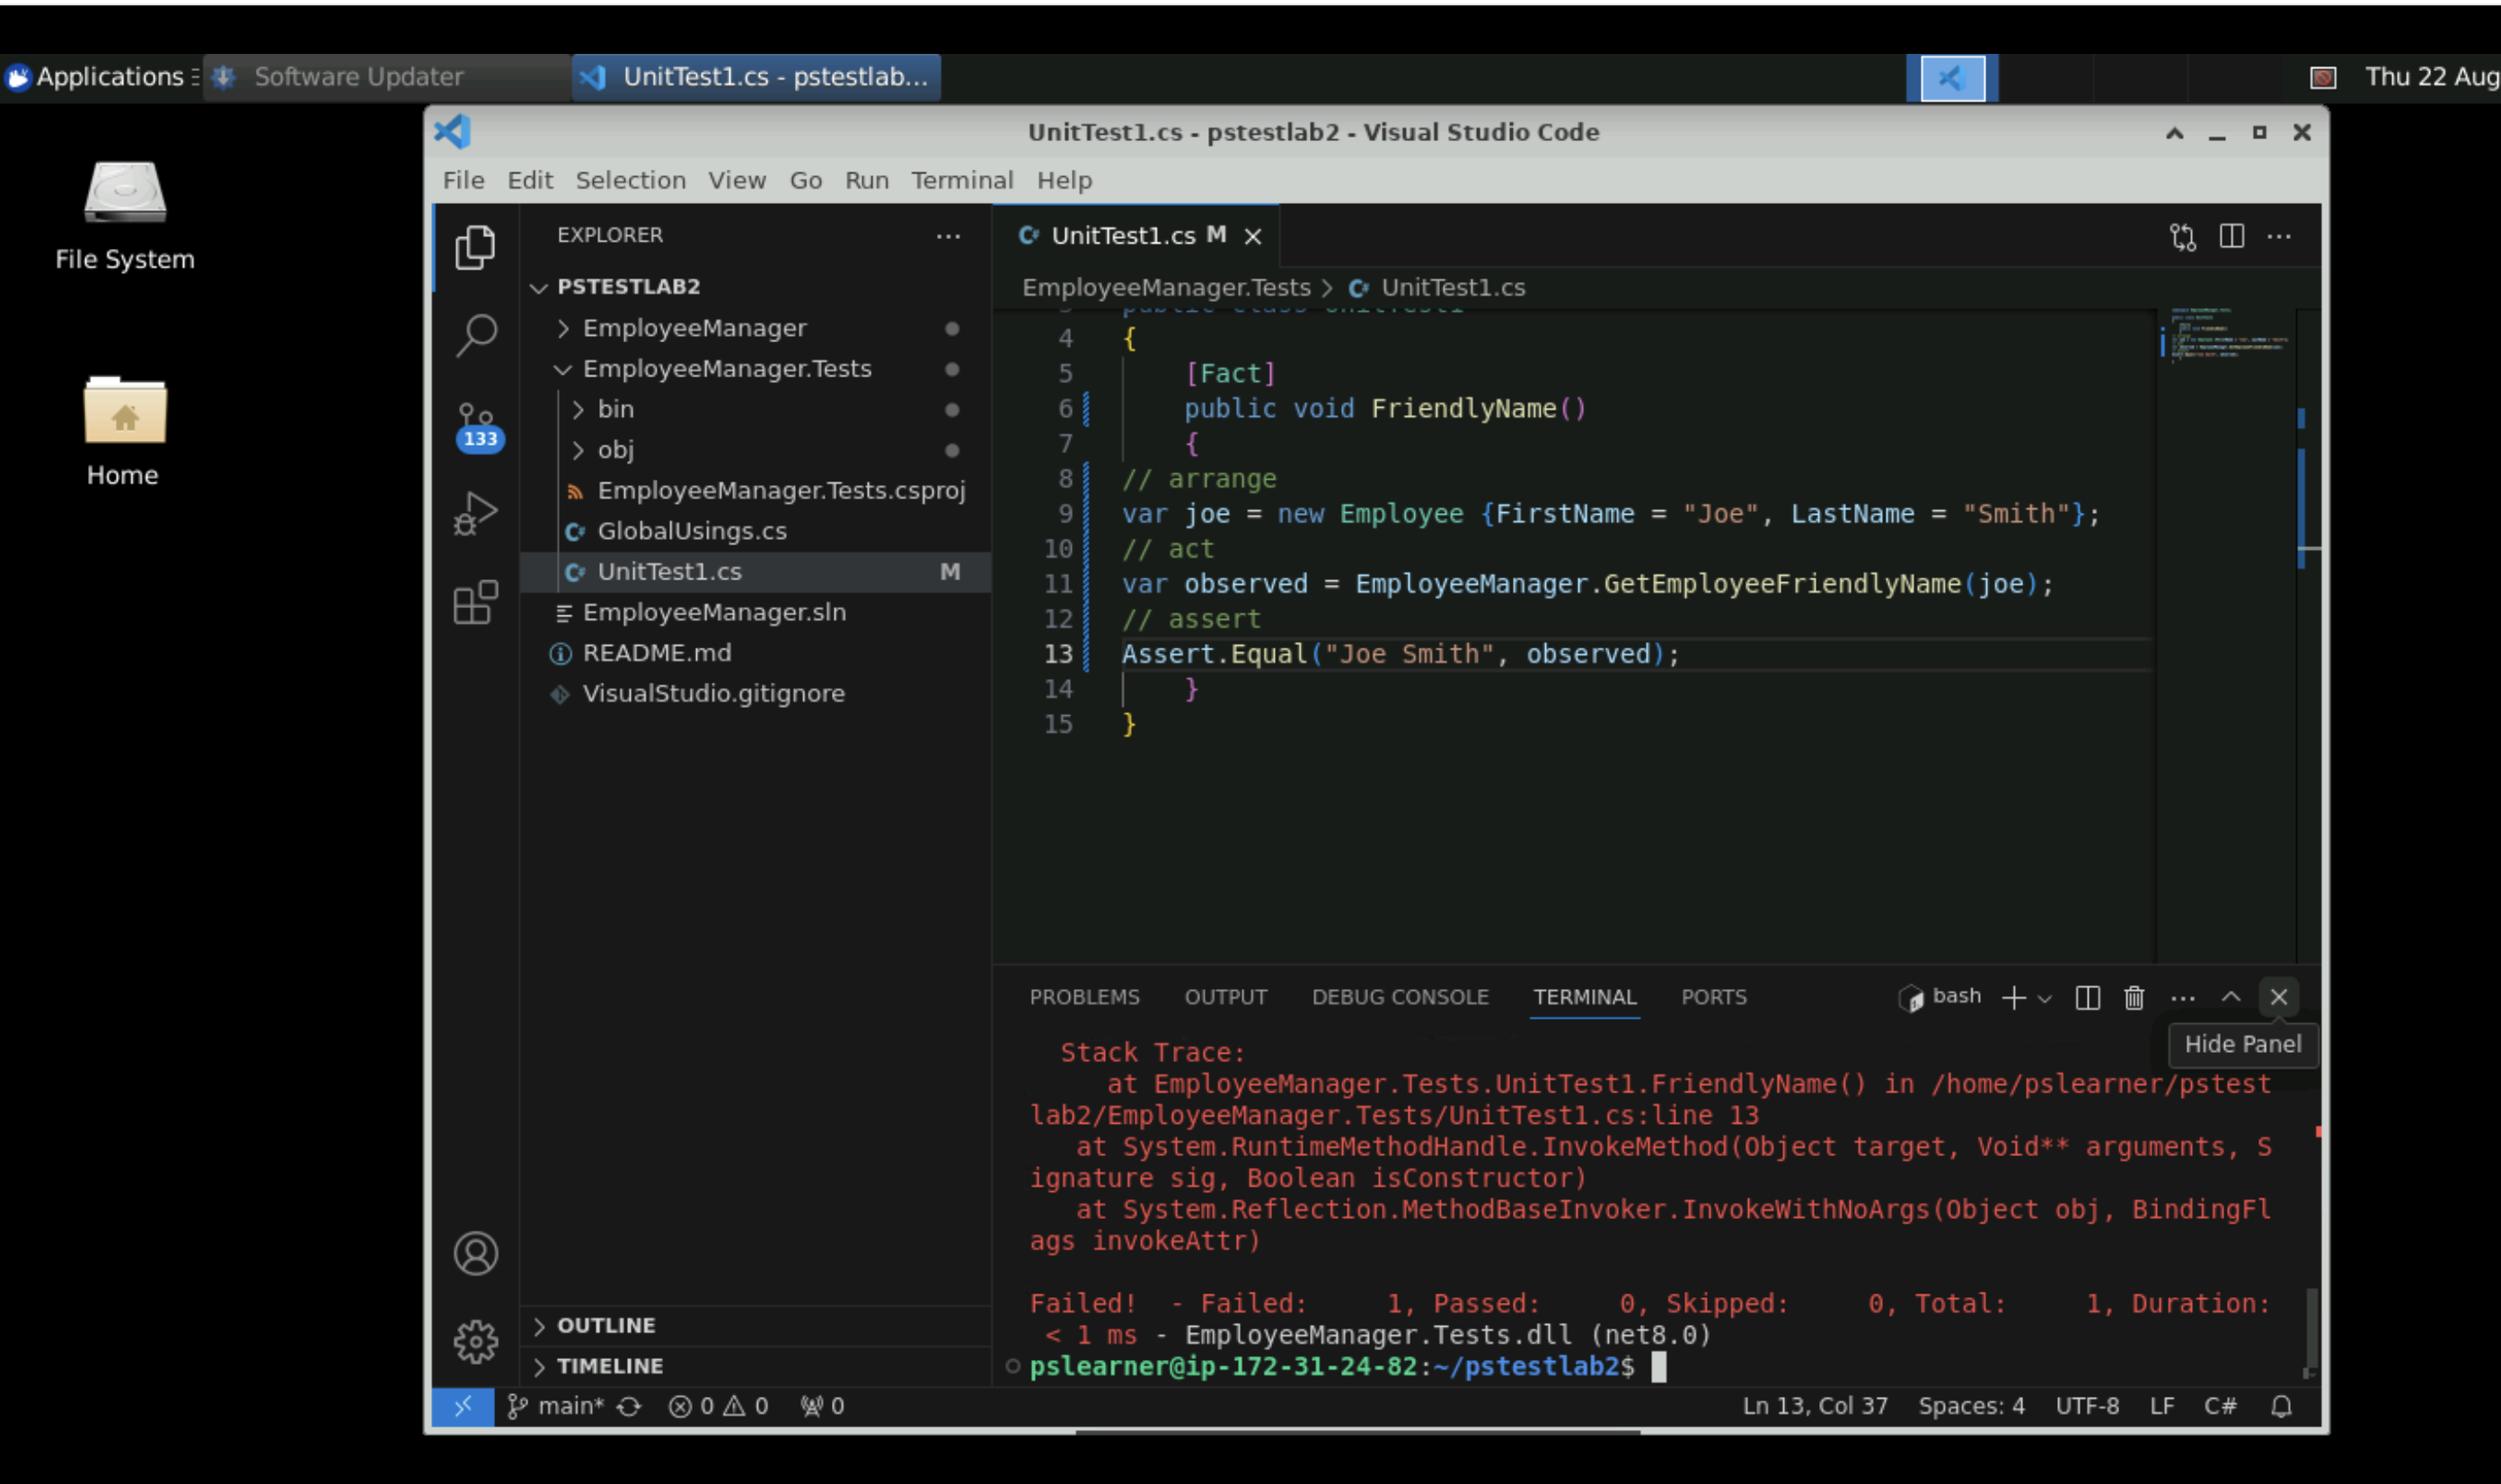 Applications
Software Updater
UnitTest1.cs - pstestlab...
Thu 22 Aug
File System
Home
UnitTest1.cs - pstestlab2 - Visual Studio Code
File Edit Selection View Go Run Terminal Help
EXPLORER
PSTESTLAB2
EmployeeManager
EmployeeManager.Tests
bin
obj
EmployeeManager.Tests.csproj
GlobalUsings.cs
UnitTest1.cs M
EmployeeManager.sln
README.md
VisualStudio.gitignore
133
OUTLINE
TIMELINE
UnitTest1.cs M
EmployeeManager.Tests > UnitTest1.cs
3 public class UnitTest1
4 {
5 [Fact]
6 public void FriendlyName()
7 {
8 // arrange
9 var joe = new Employee {FirstName = "Joe", LastName = "Smith"};
10 // act
11 var observed = EmployeeManager.GetEmployeeFriendlyName(joe);
12 // assert
13 Assert.Equal("Joe Smith", observed);
14 }
15 }
PROBLEMS OUTPUT DEBUG CONSOLE TERMINAL PORTS
bash
Hide Panel
Stack Trace:
at EmployeeManager.Tests.UnitTest1.FriendlyName() in /home/pslearner/pstest
lab2/EmployeeManager.Tests/UnitTest1.cs:line 13
at System.RuntimeMethodHandle.InvokeMethod(Object target, Void** arguments, S
ignature sig, Boolean isConstructor)
at System.Reflection.MethodBaseInvoker.InvokeWithNoArgs(Object obj, BindingFl
ags invokeAttr)
Failed! - Failed: 1, Passed: 0, Skipped: 0, Total: 1, Duration:
< 1 ms - EmployeeManager.Tests.dll (net8.0)
pslearner@ip-172-31-24-82:~/pstestlab2$
main* 0 0 0
Ln 13, Col 37 Spaces: 4 UTF-8 LF C#